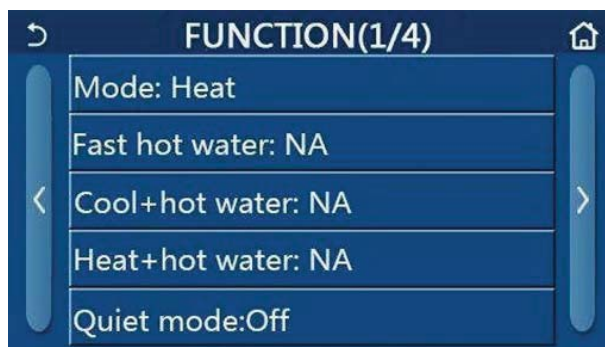 FUNCTION(1/4)
Mode: Heat
Fast hot water: NA
Cool+hot water: NA
Heat+hot water: NA
Quiet mode:Off